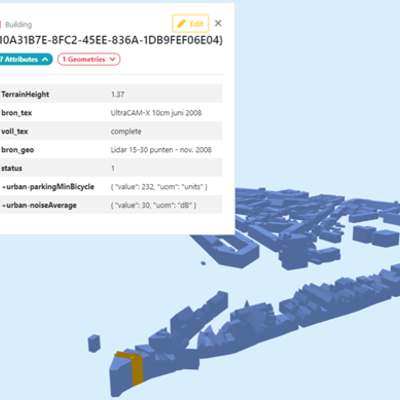 Building
Edit
10A31B7E-8FC2-45EE-836A-1DB9FEF06E04}
7 Attributes
1 Geometries
TerrainHeight 1.37
bron_tex UltraCAM-X 10cm juni 2008
voll_tex complete
bron_geo Lidar 15-30 punten - nov. 2008
status 1
+urban-parkingMinBicycle { "value": 232, "uom": "units" }
+urban-noiseAverage { "value": 30, "uom": "dB" }